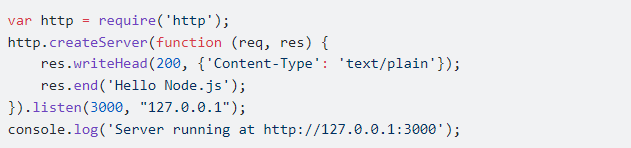 var http = require('http');
http.createServer(function (req, res) {
    res.writeHead(200, {'Content-Type': 'text/plain'});
    res.end('Hello Node.js');
}).listen(3000, "127.0.0.1");
console.log('Server running at http://127.0.0.1:3000');